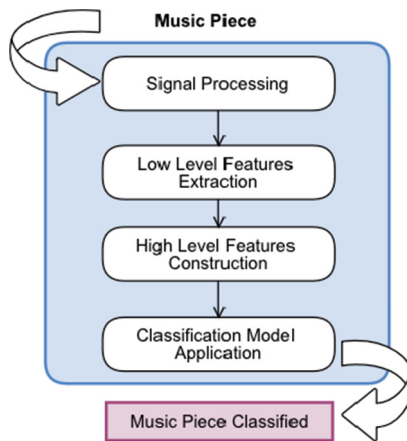 Music Piece
Signal Processing
Low Level Features
Extraction
High Level Features
Construction
Classification Model
Application
Music Piece Classified